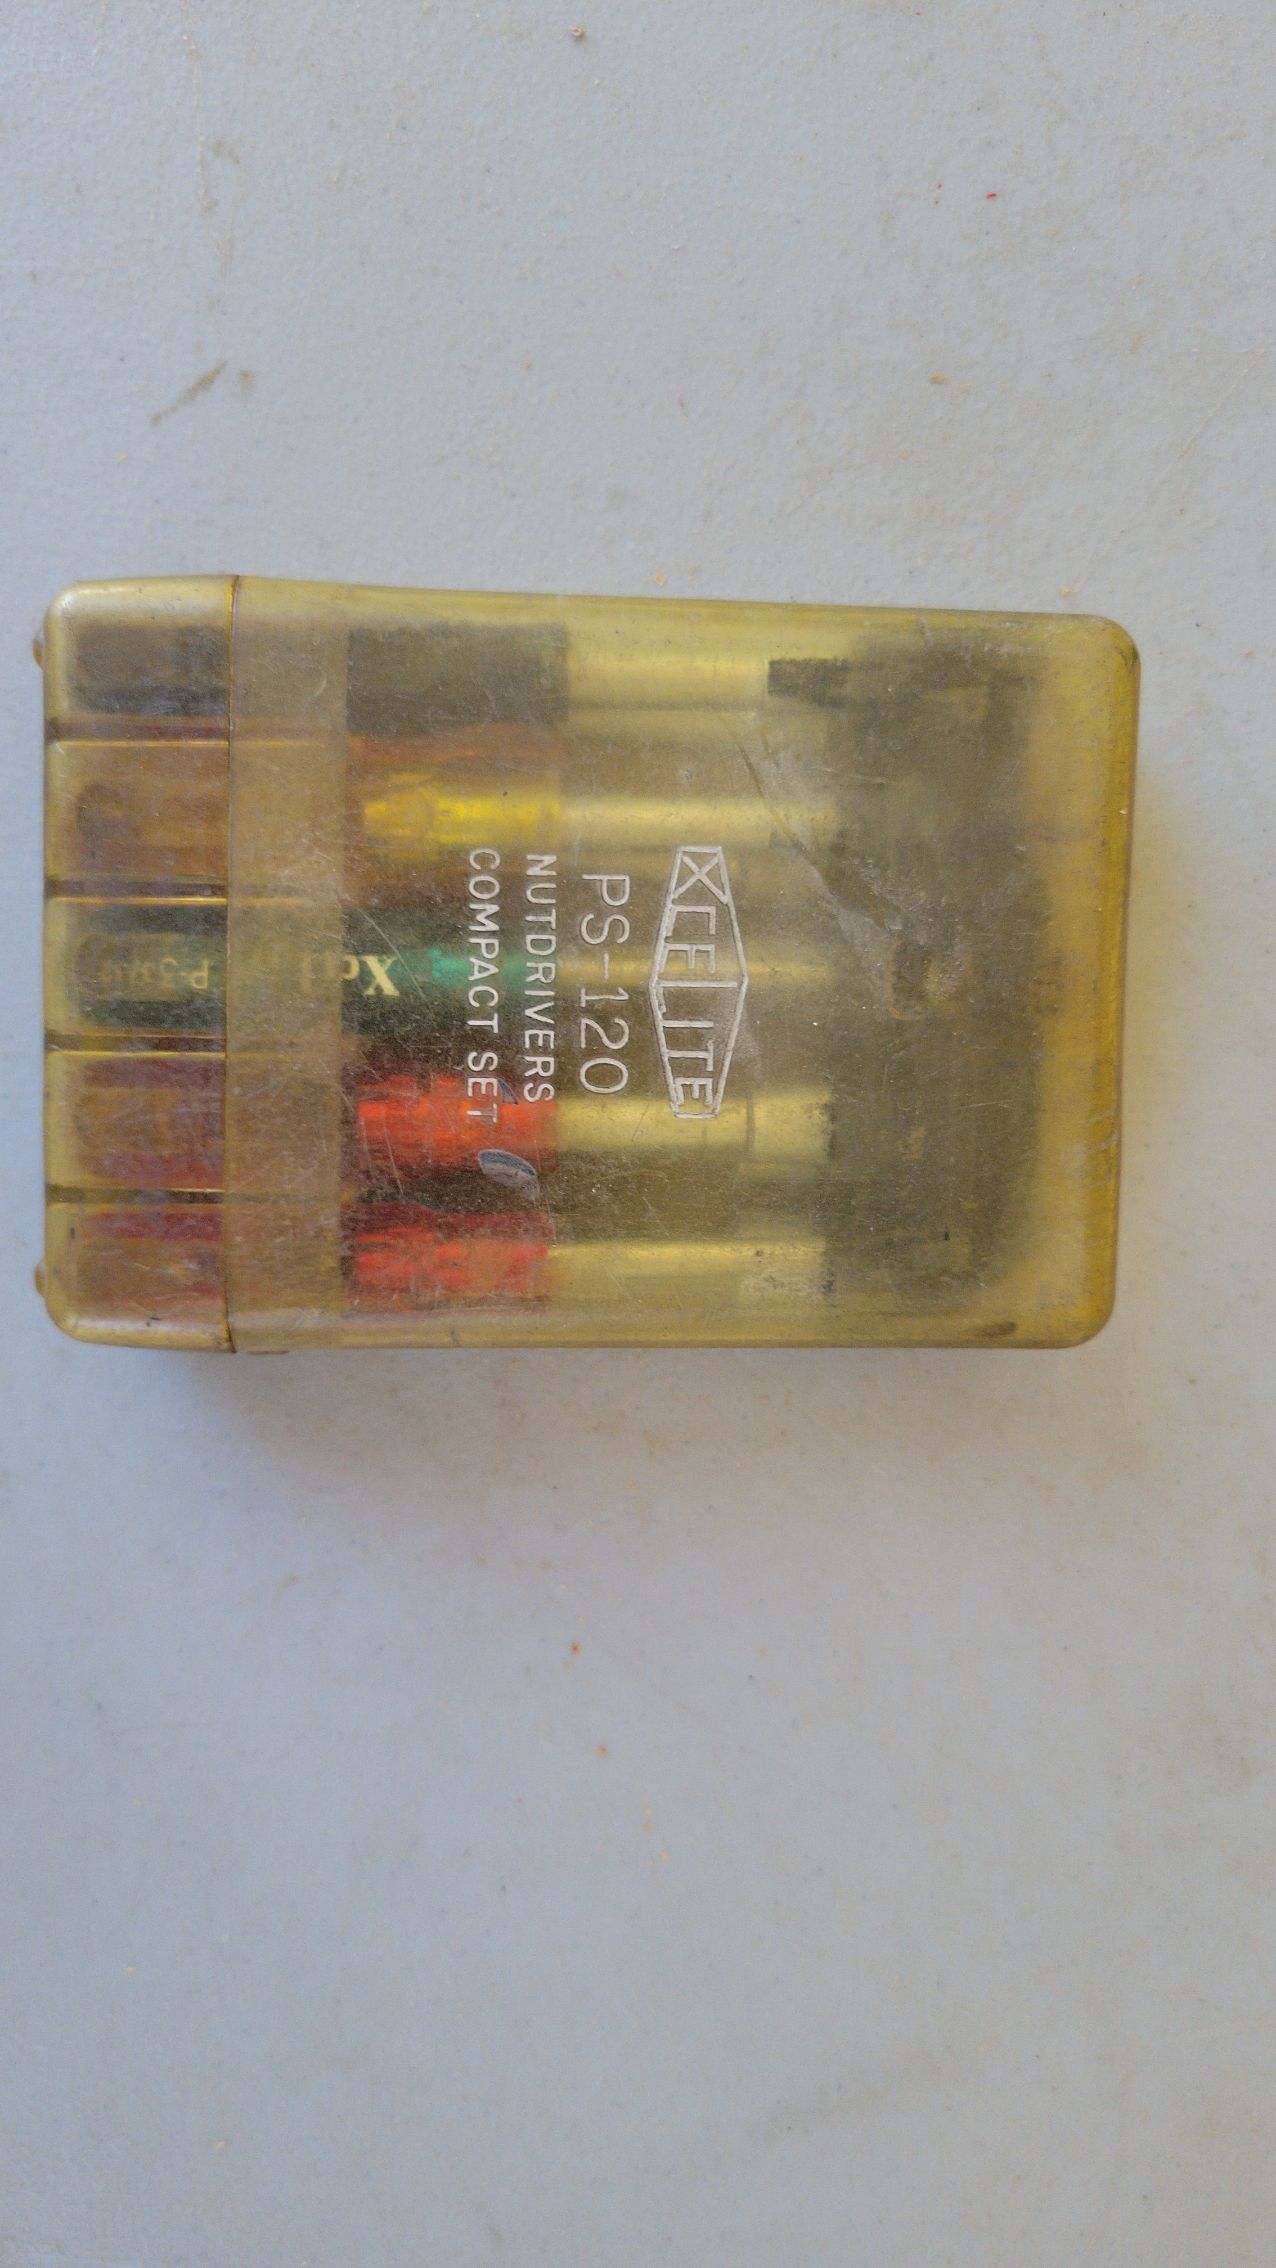 XCELITE
PS-120
NUTDRIVERS
COMPACT SET